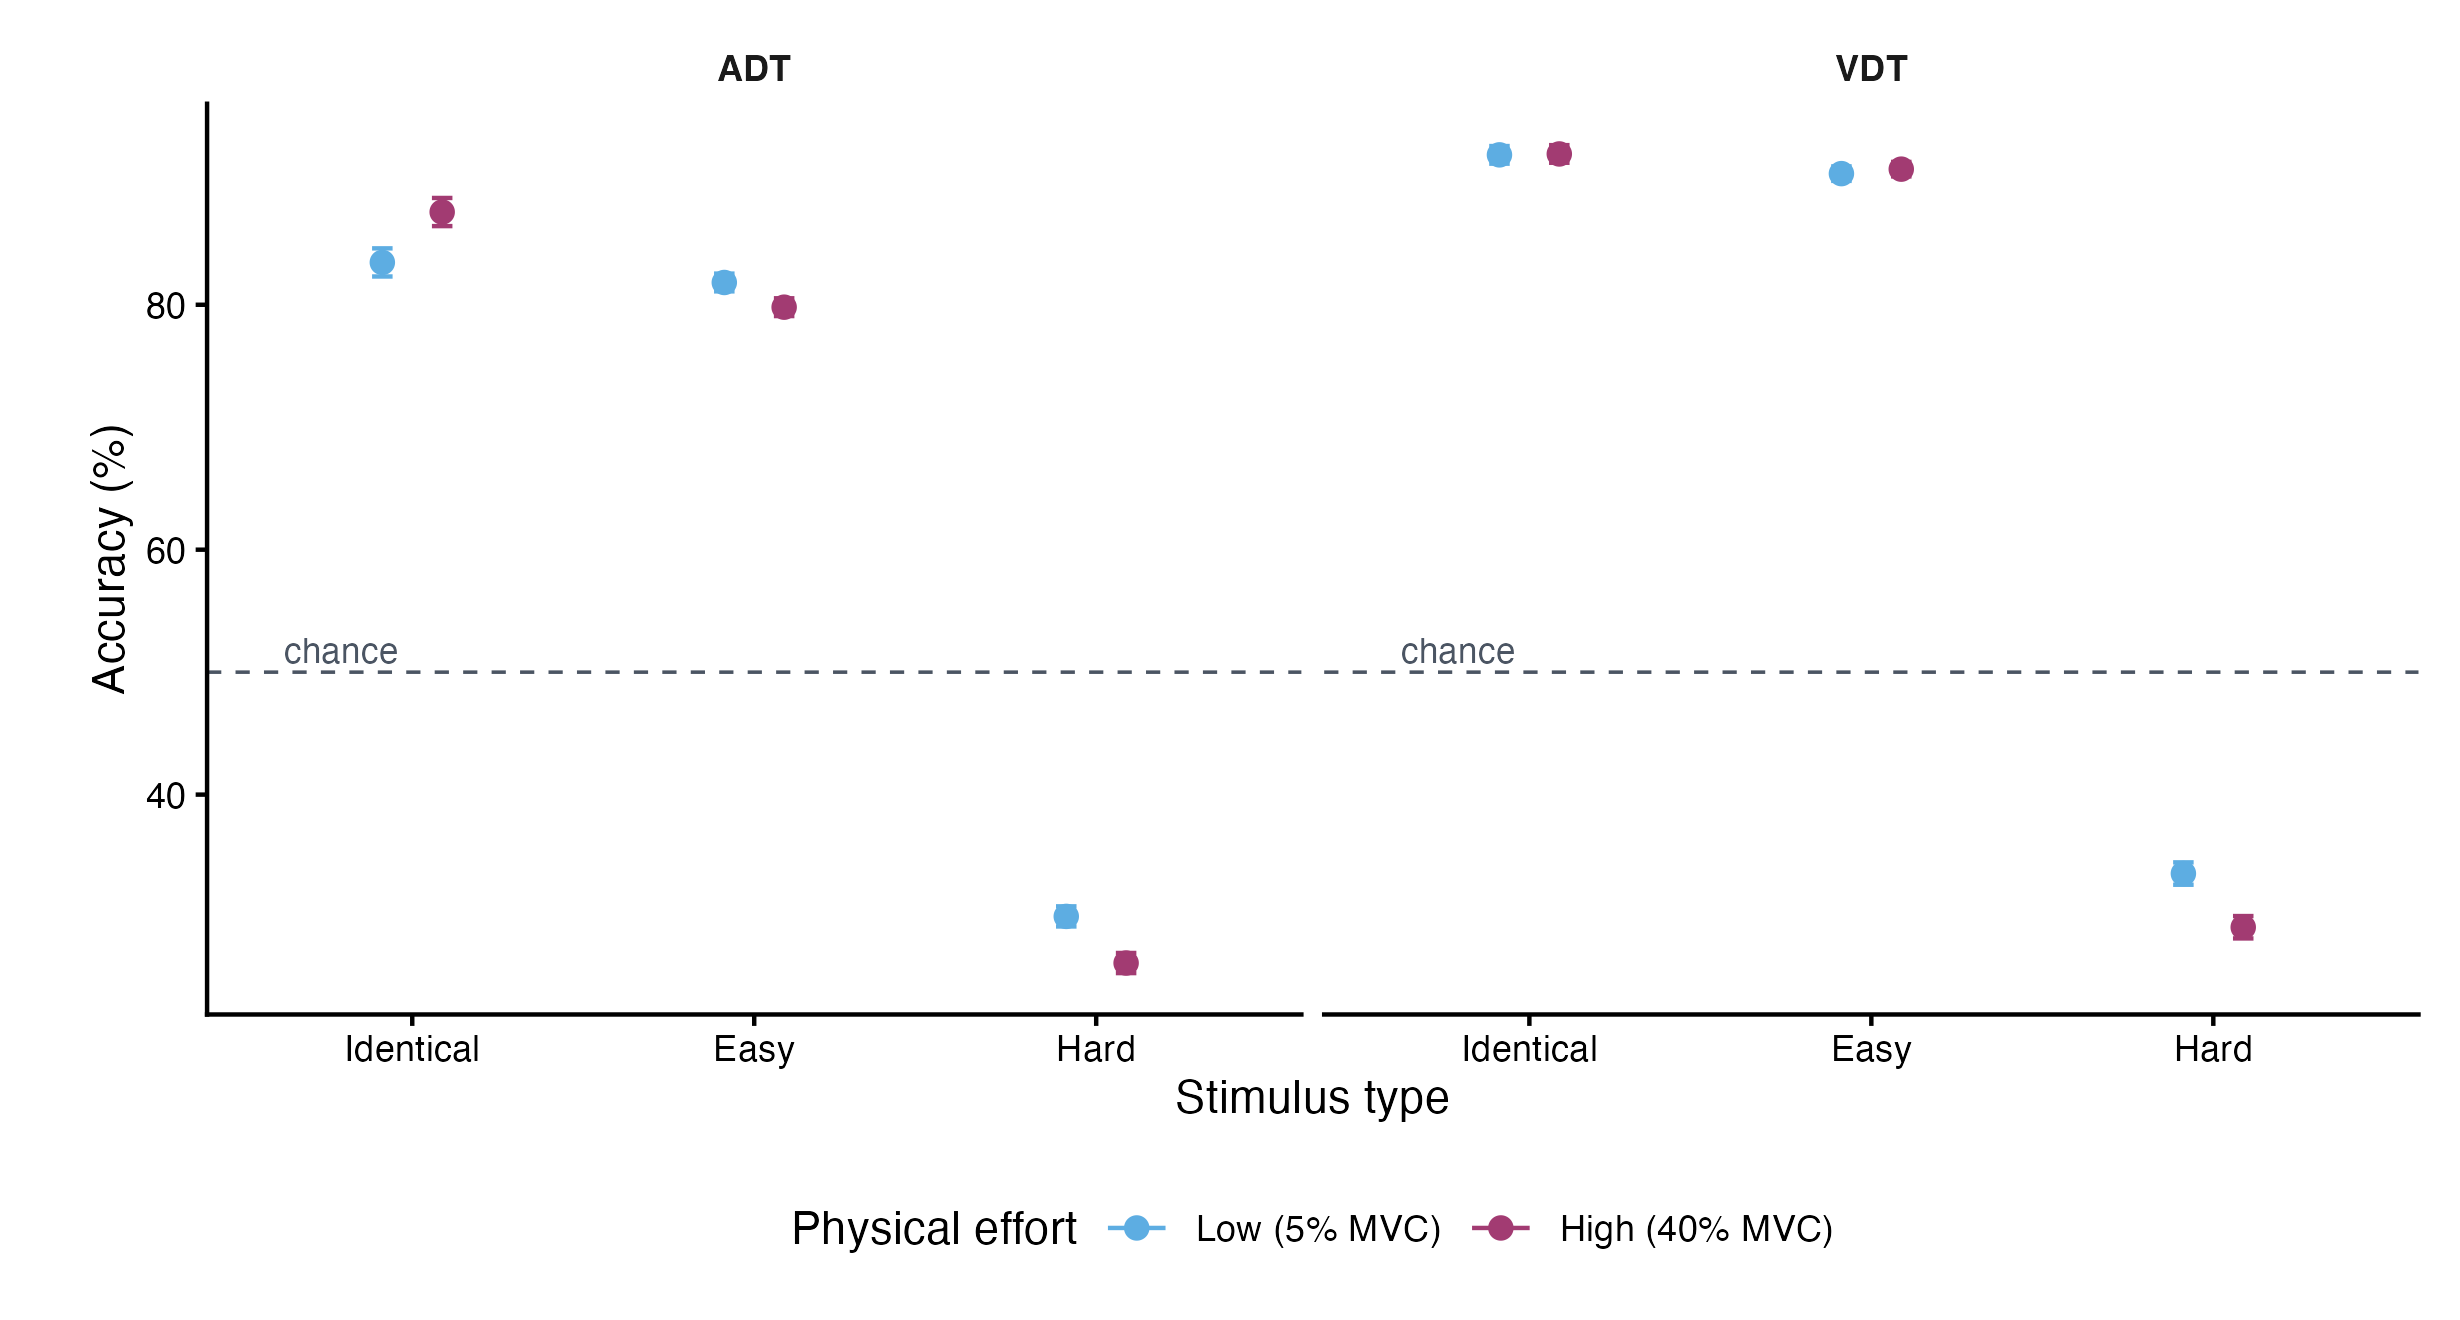 ADT
VDT
Accuracy (%)
80
60
40
chance
chance
Identical
Easy
Hard
Identical
Easy
Hard
Stimulus type
Physical effort
Low (5% MVC)
High (40% MVC)